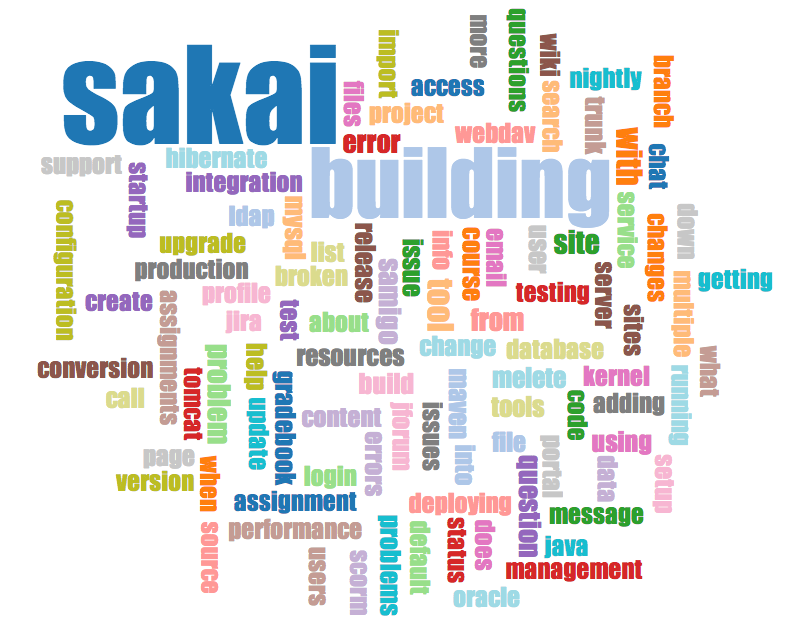 sakai
building
import
more
questions
wiki
search
nightly
branch
access
files
project
error
webdav
trunk
with
chat
support
hibernate
startup
integration
ldap
mysql
service
down
configuration
upgrade
list
release
issue
info
course
email
user
site
changes
production
broken
samigo
tool
testing
server
multiple
getting
create
assignments
profile
jira
test
about
from
sites
conversion
resources
change
database
what
call
tomcat
problem
help
gradebook
build
maven
melete
kernel
running
update
content
jforum
issues
tools
code
adding
page
errors
into
file
portal
using
version
when
login
question
data
setup
assignment
deploying
message
source
performance
problems
default
status
does
java
users
scorm
management
oracle